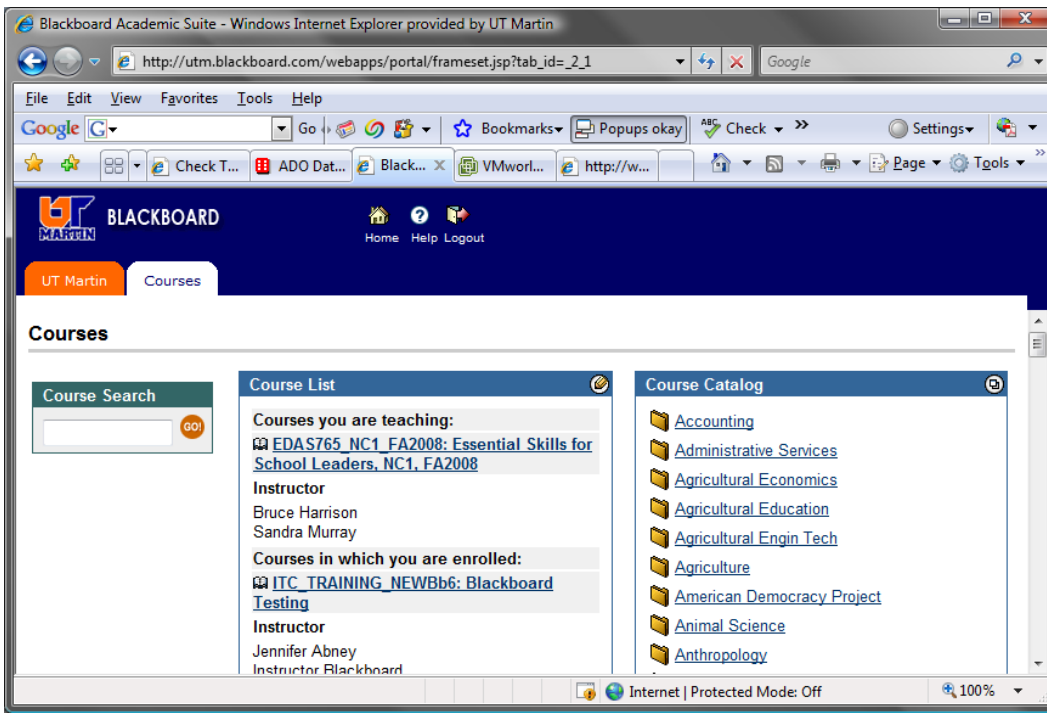 Blackboard Academic Suite - Windows Internet Explorer provided by UT Martin
http://utm.blackboard.com/webapps/portal/frameset.jsp?tab_id=_2_1
Google
File Edit View Favorites Tools Help
Google G Go Bookmarks Popups okay ABC Check » Settings
Check T... ADO Dat... Black... X VMworl... http://w... Page Tools »
UT MARTIN BLACKBOARD
Home Help Logout
UT Martin Courses
Courses
Course Search
GO!
Course List
Courses you are teaching:
EDAS765_NC1_FA2008: Essential Skills for
School Leaders, NC1, FA2008
Instructor
Bruce Harrison
Sandra Murray
Courses in which you are enrolled:
ITC_TRAINING_NEWBb6: Blackboard
Testing
Instructor
Jennifer Abney
Instructor Blackboard
Course Catalog
Accounting
Administrative Services
Agricultural Economics
Agricultural Education
Agricultural Engin Tech
Agriculture
American Democracy Project
Animal Science
Anthropology
Internet | Protected Mode: Off 100%